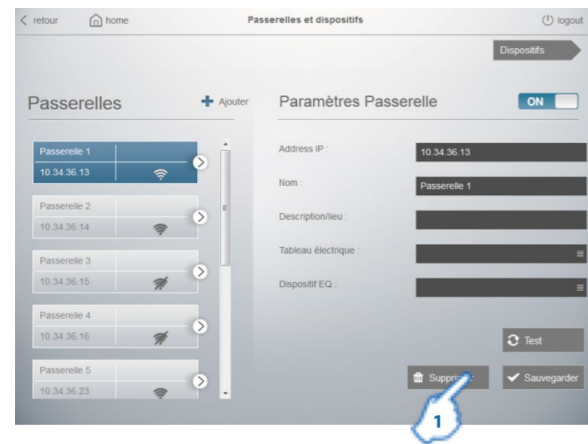 retour
home
Passerelles et dispositifs
logout
Dispositifs
Passerelles
Ajouter
Paramètres Passerelle
ON
Passerelle 1
10.34.36.13
Passerelle 2
10.34.36.14
Passerelle 3
10.34.36.15
Passerelle 4
10.34.36.16
Passerelle 5
10.34.36.23
Address IP :
10.34.36.13
Nom :
Passerelle 1
Description/lieu :
Tableau électrique :
Dispositif EQ :
Test
Sauvegarder
1